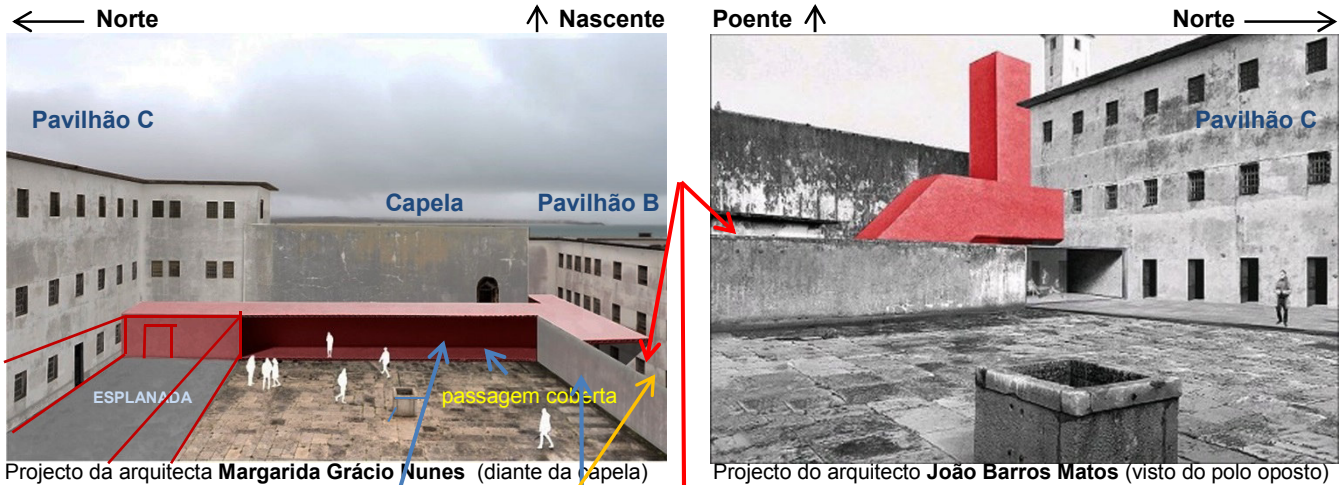 Norte
Nascente
Poente
Norte
Pavilhão C
Capela
Pavilhão B
ESPLANADA
passagem coberta
Pavilhão C
Projecto da arquitecta Margarida Grácio Nunes (diante da capela)
Projecto do arquitecto João Barros Matos (visto do polo oposto)